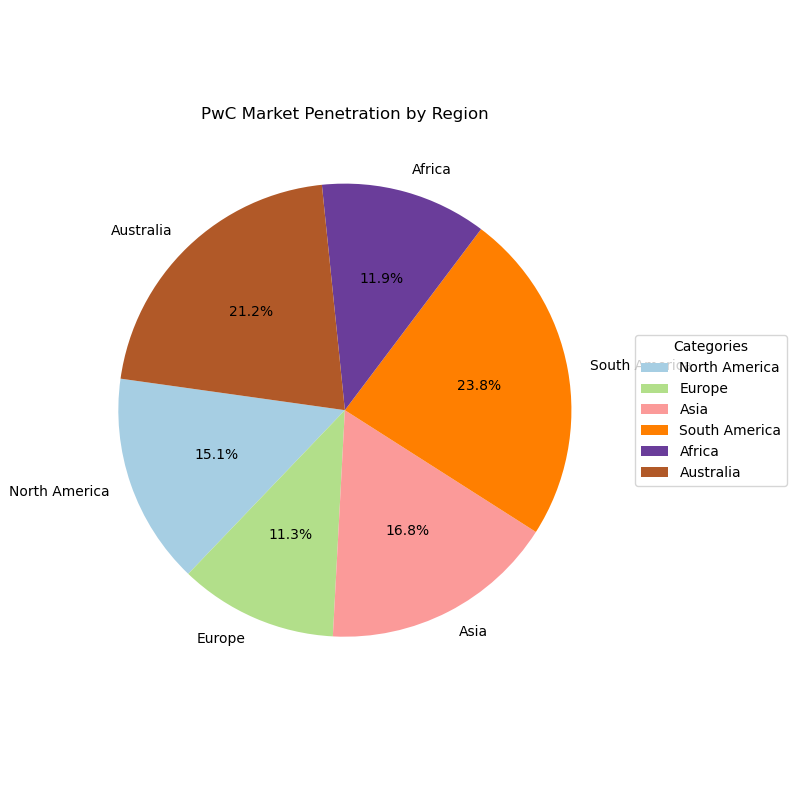 PwC Market Penetration by Region
Africa
Australia
11.9%
21.2%
South America
23.8%
15.1%
North America
11.3%
16.8%
Europe
Asia
Categories
North America
Europe
Asia
South America
Africa
Australia